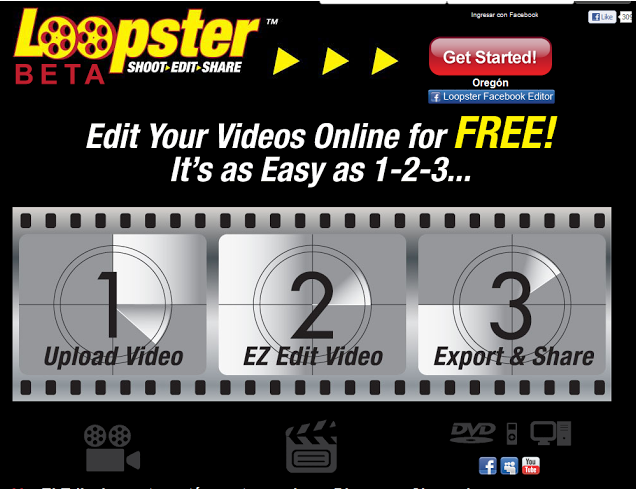 Loopster™
BETA
SHOOT▸EDIT▸SHARE
Ingresar con Facebook
Like
Get Started!
Oregón
Loopster Facebook Editor
Edit Your Videos Online for FREE!
It's as Easy as 1-2-3...
1
Upload Video
2
EZ Edit Video
3
Export & Share
DVD
You Tube